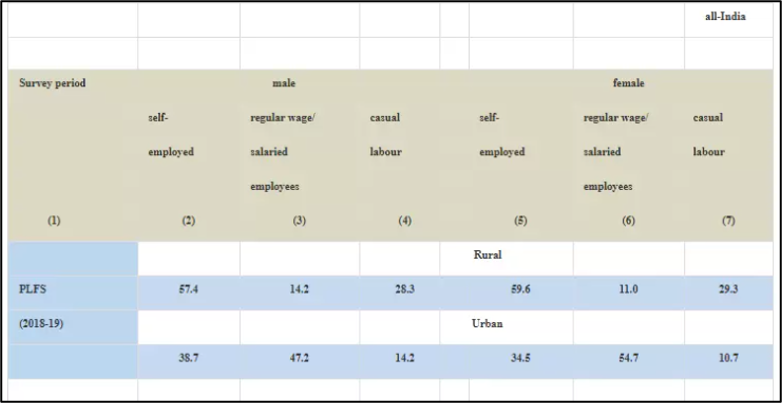 all-India
Survey period male female
self- regular wage/ casual self- regular wage/ casual
employed salaried labour employed salaried labour
employees employees
(1) (2) (3) (4) (5) (6) (7)
Rural
PLFS 57.4 14.2 28.3 59.6 11.0 29.3
(2018-19) Urban
38.7 47.2 14.2 34.5 54.7 10.7